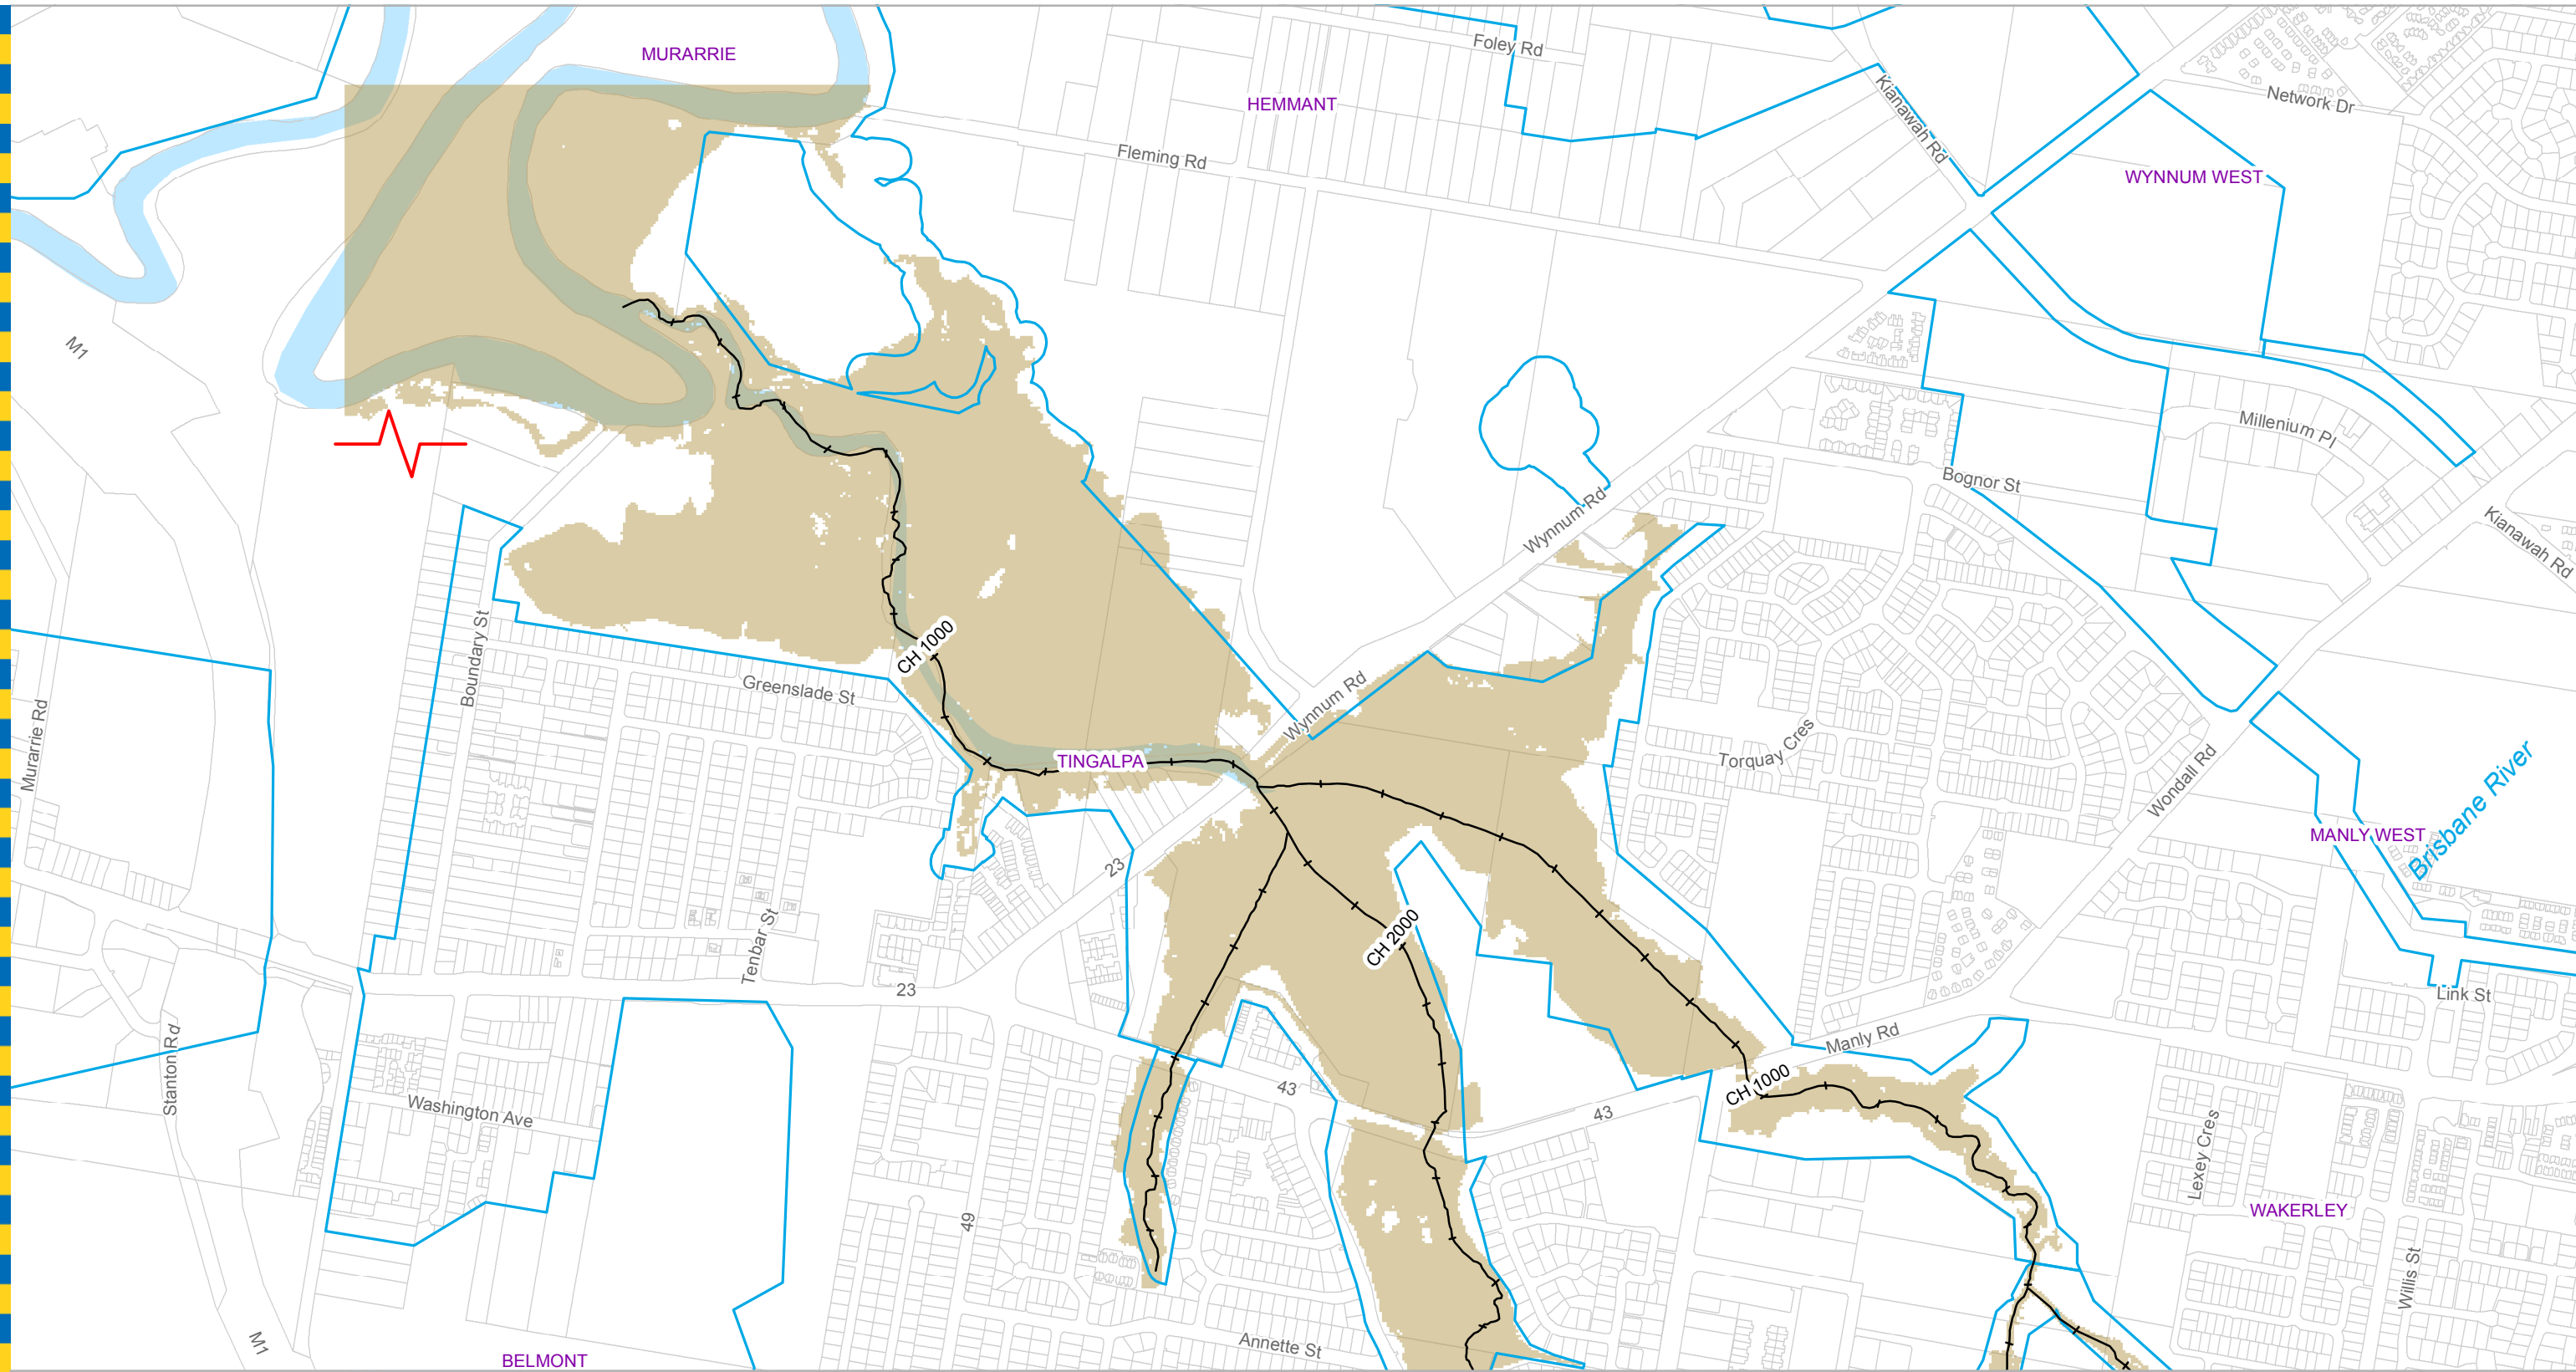 MURARRIE
Foley Rd
HEMMANT
Kianawah Rd
Network Dr
Fleming Rd
WYNNUM WEST
M1
Millenium Pl
Bognor St
Wynnum Rd
Kianawah Rd
CH 1000
Boundary St
Greenslade St
Wynnum Rd
Murarrie Rd
TINGALPA
Torquay Cres
Wondall Rd
Brisbane River
MANLY WEST
23
Tenbar St
CH 2000
23
Link St
Manly Rd
Stanton Rd
Washington Ave
43
CH 1000
43
Lexey Cres
49
WAKERLEY
Willis St
M1
Annette St
BELMONT